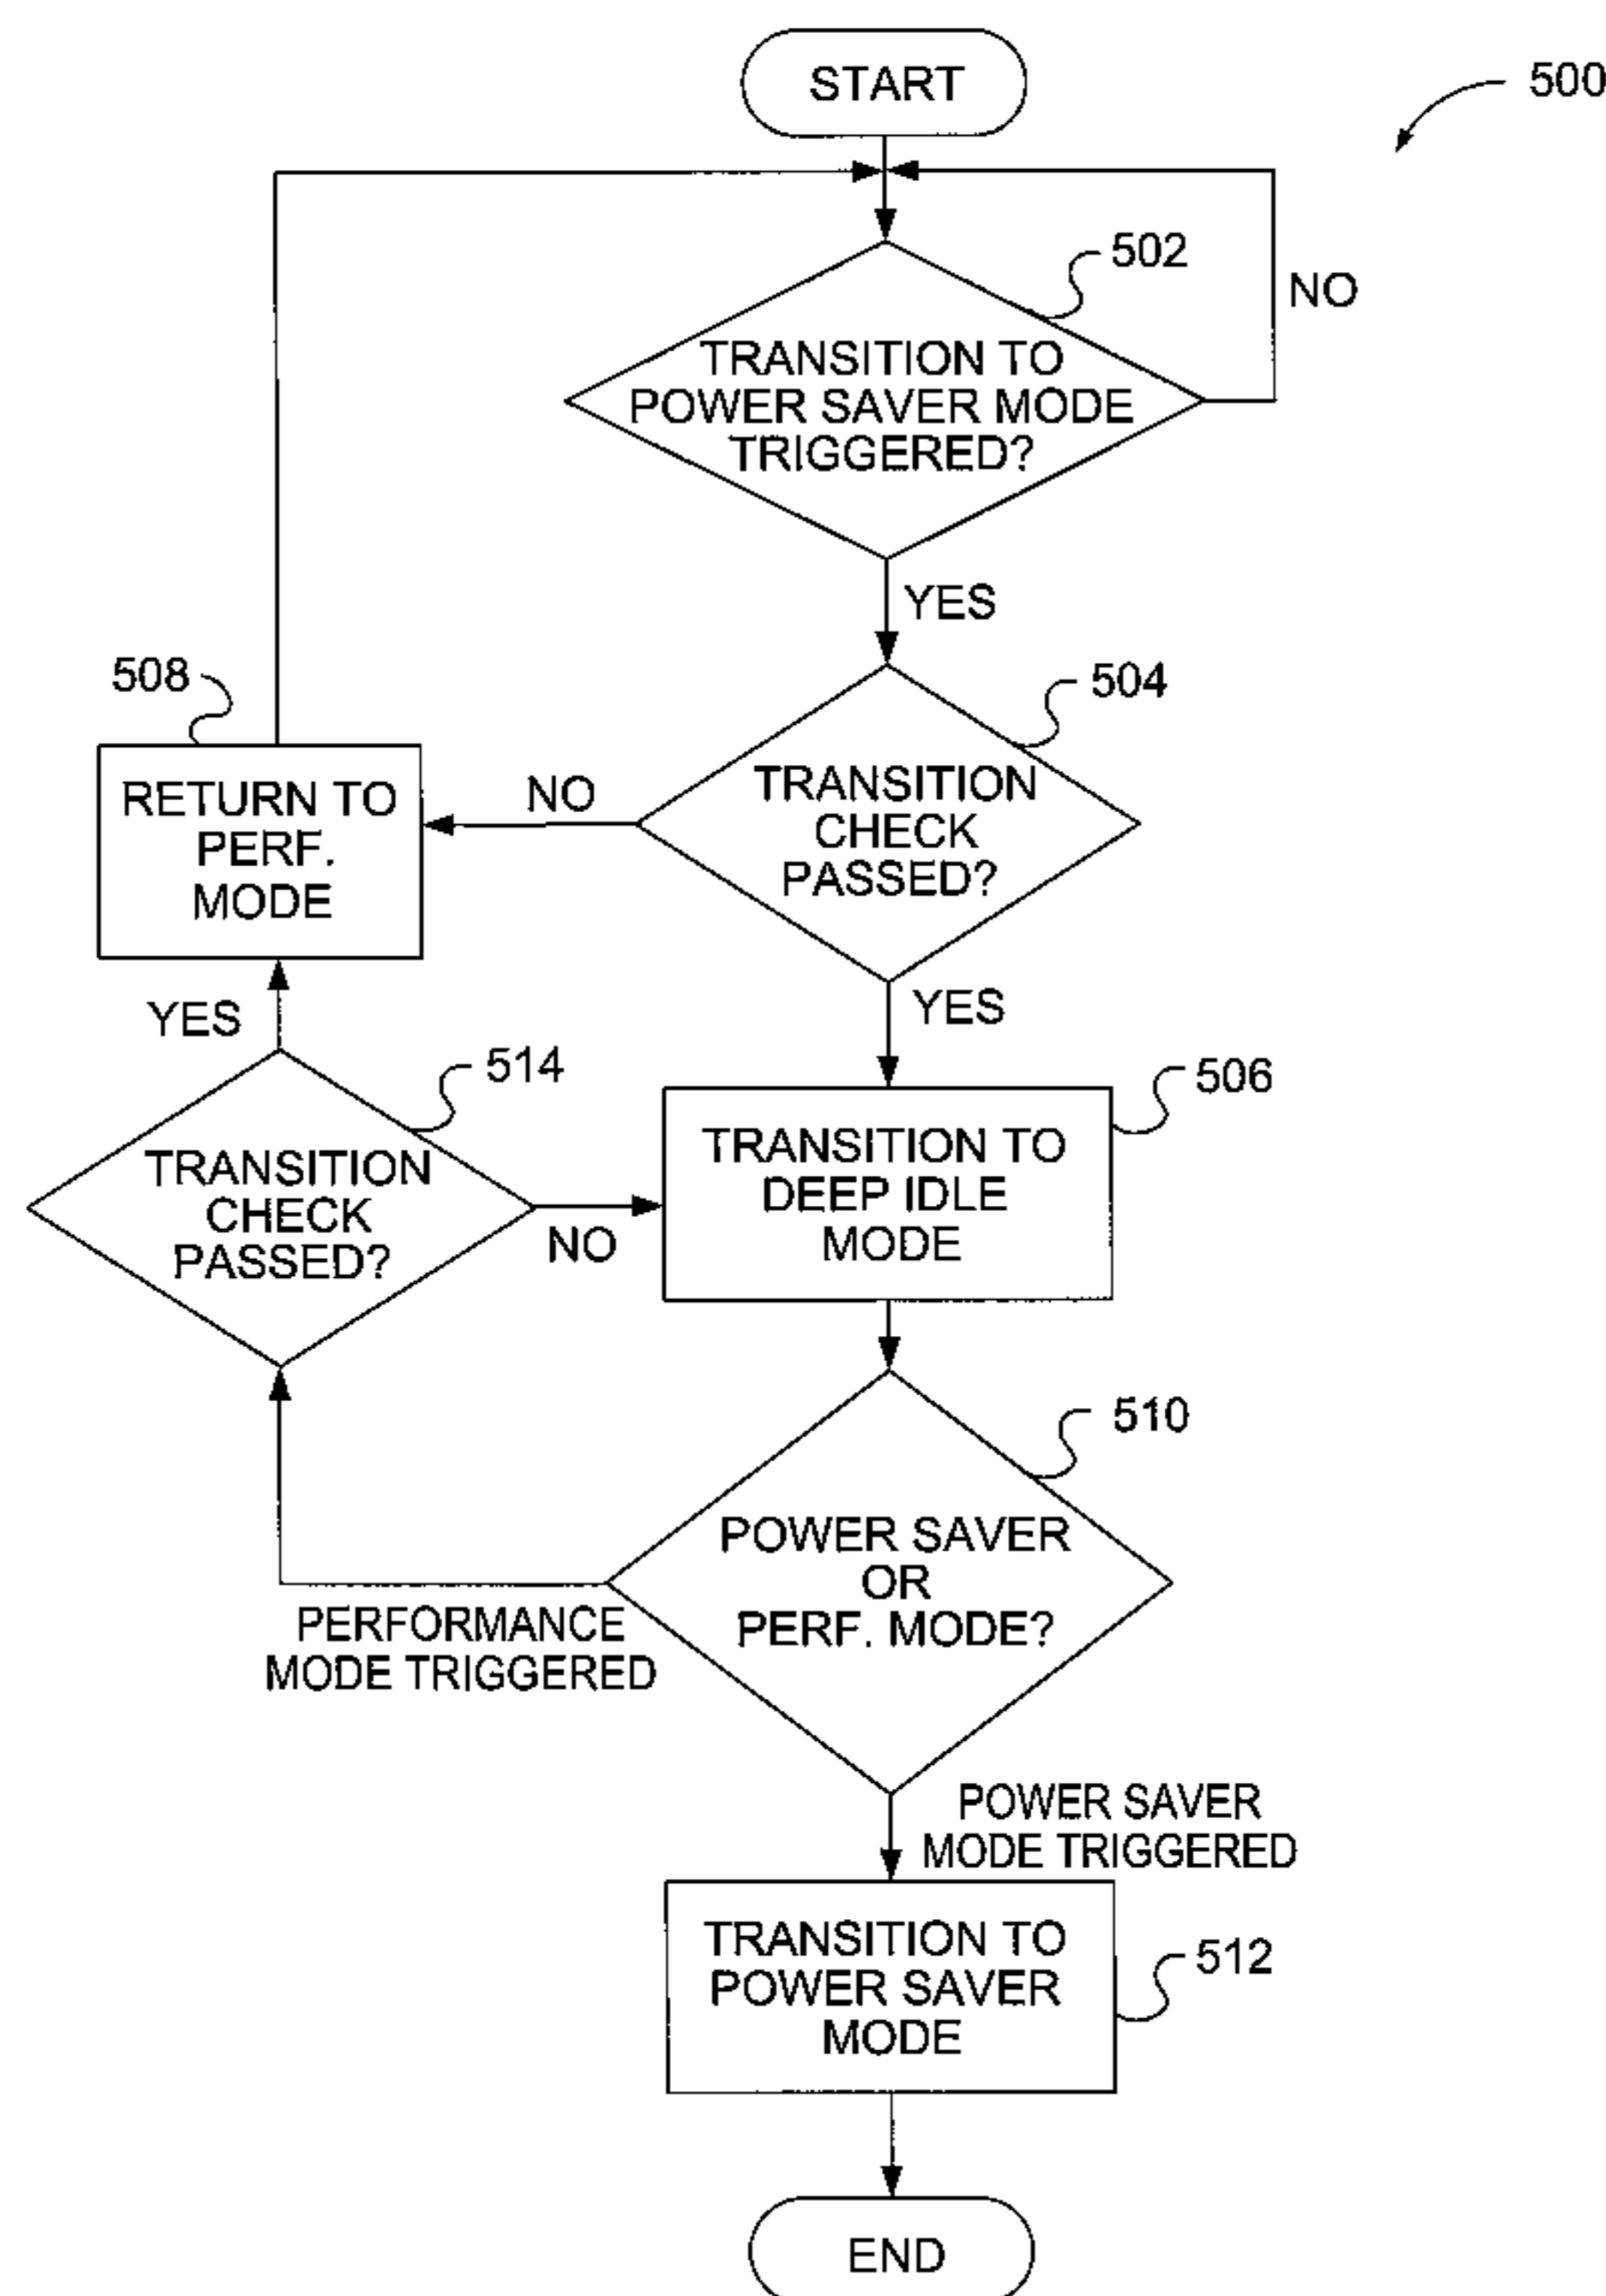 START
500
502
NO
TRANSITION TO
POWER SAVER MODE
TRIGGERED?
YES
508
504
RETURN TO
PERF.
MODE
NO
TRANSITION
CHECK
PASSED?
YES
YES
514
506
TRANSITION
CHECK
PASSED?
NO
TRANSITION TO
DEEP IDLE
MODE
510
POWER SAVER
OR
PERF. MODE?
PERFORMANCE
MODE TRIGGERED
POWER SAVER
MODE TRIGGERED
TRANSITION TO
POWER SAVER
MODE
512
END